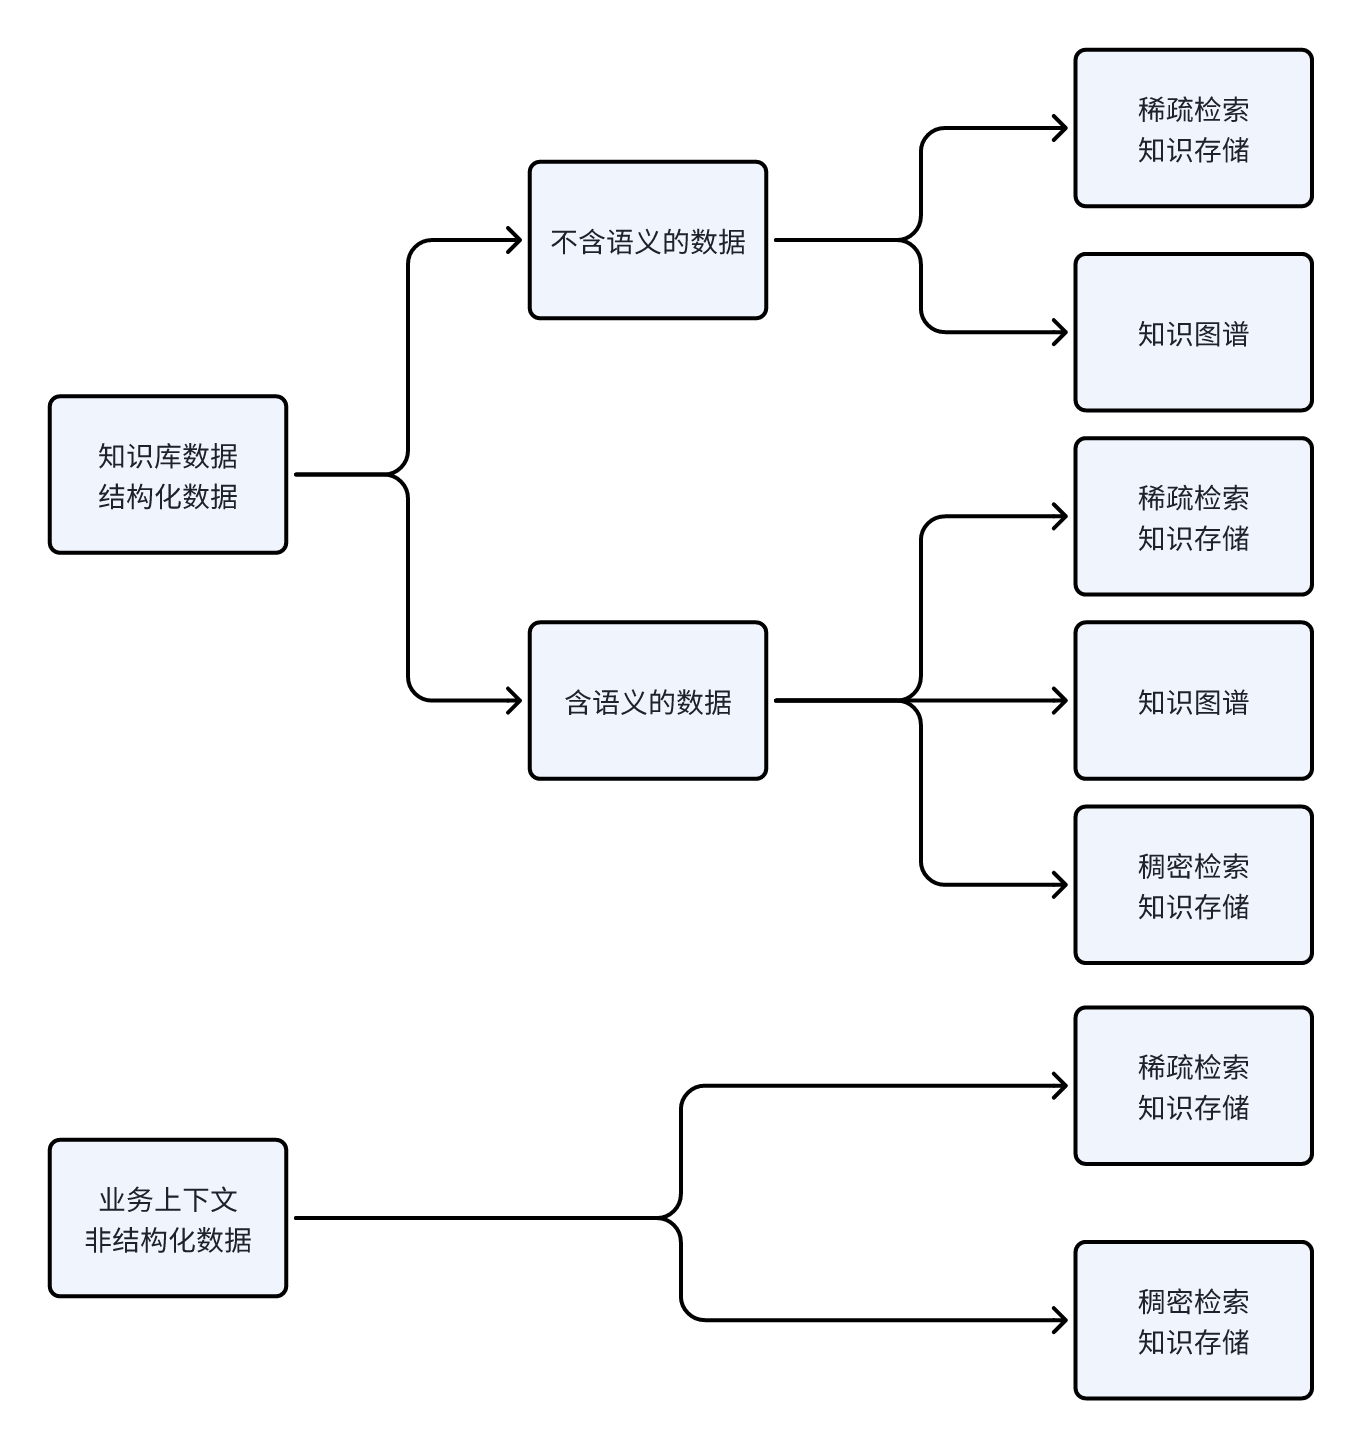 稀疏检索
知识存储
不含语义的数据
知识图谱
知识库数据
结构化数据
稀疏检索
知识存储
含语义的数据
知识图谱
稠密检索
知识存储
稀疏检索
知识存储
业务上下文
非结构化数据
稠密检索
知识存储